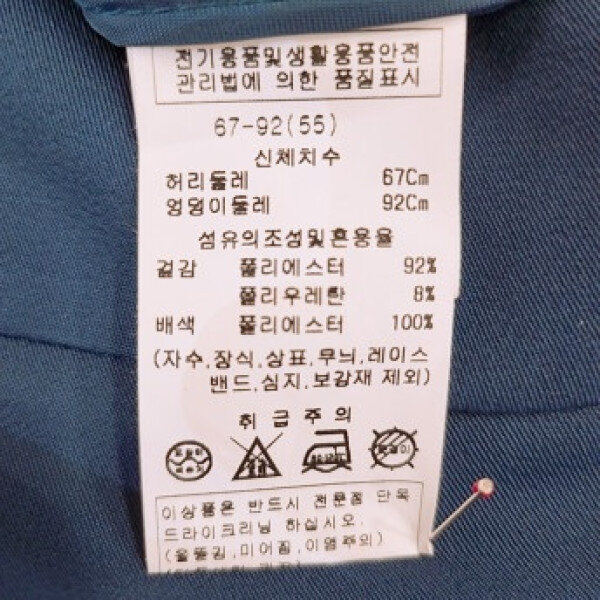 전기용품및생활용품안전
관리법에 의한 품질표시
67-92(55)
신체치수
허리둘레 67Cm
엉덩이둘레 92Cm
섬유의조성및혼용율
겉감 폴리에스터 92%
폴리우레탄 8%
배색 폴리에스터 100%
(자수,장식,상표,무늬,레이스
밴드,심지,보강재 제외)
취급주의
이상품은 반드시 전문점 단독
드라이크리닝 하십시오.
(올뜯김,미어짐,이염주의)